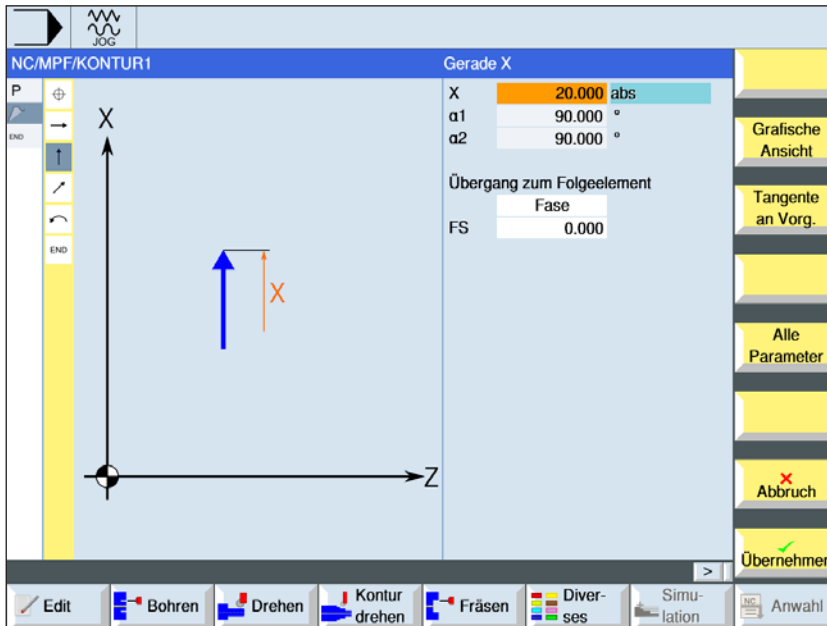 JOG
NC/MPF/KONTUR1
Gerade X
P
END
END
X
X
Z
X 20.000 abs
α1 90.000 °
α2 90.000 °
Übergang zum Folgeelement
Fase
FS 0.000
Grafische
Ansicht
Tangente
an Vorg.
Alle
Parameter
Abbruch
Übernehmen
>
Edit
Bohren
Drehen
Kontur
drehen
Fräsen
Diver-
ses
Simu-
lation
NC
Anwahl